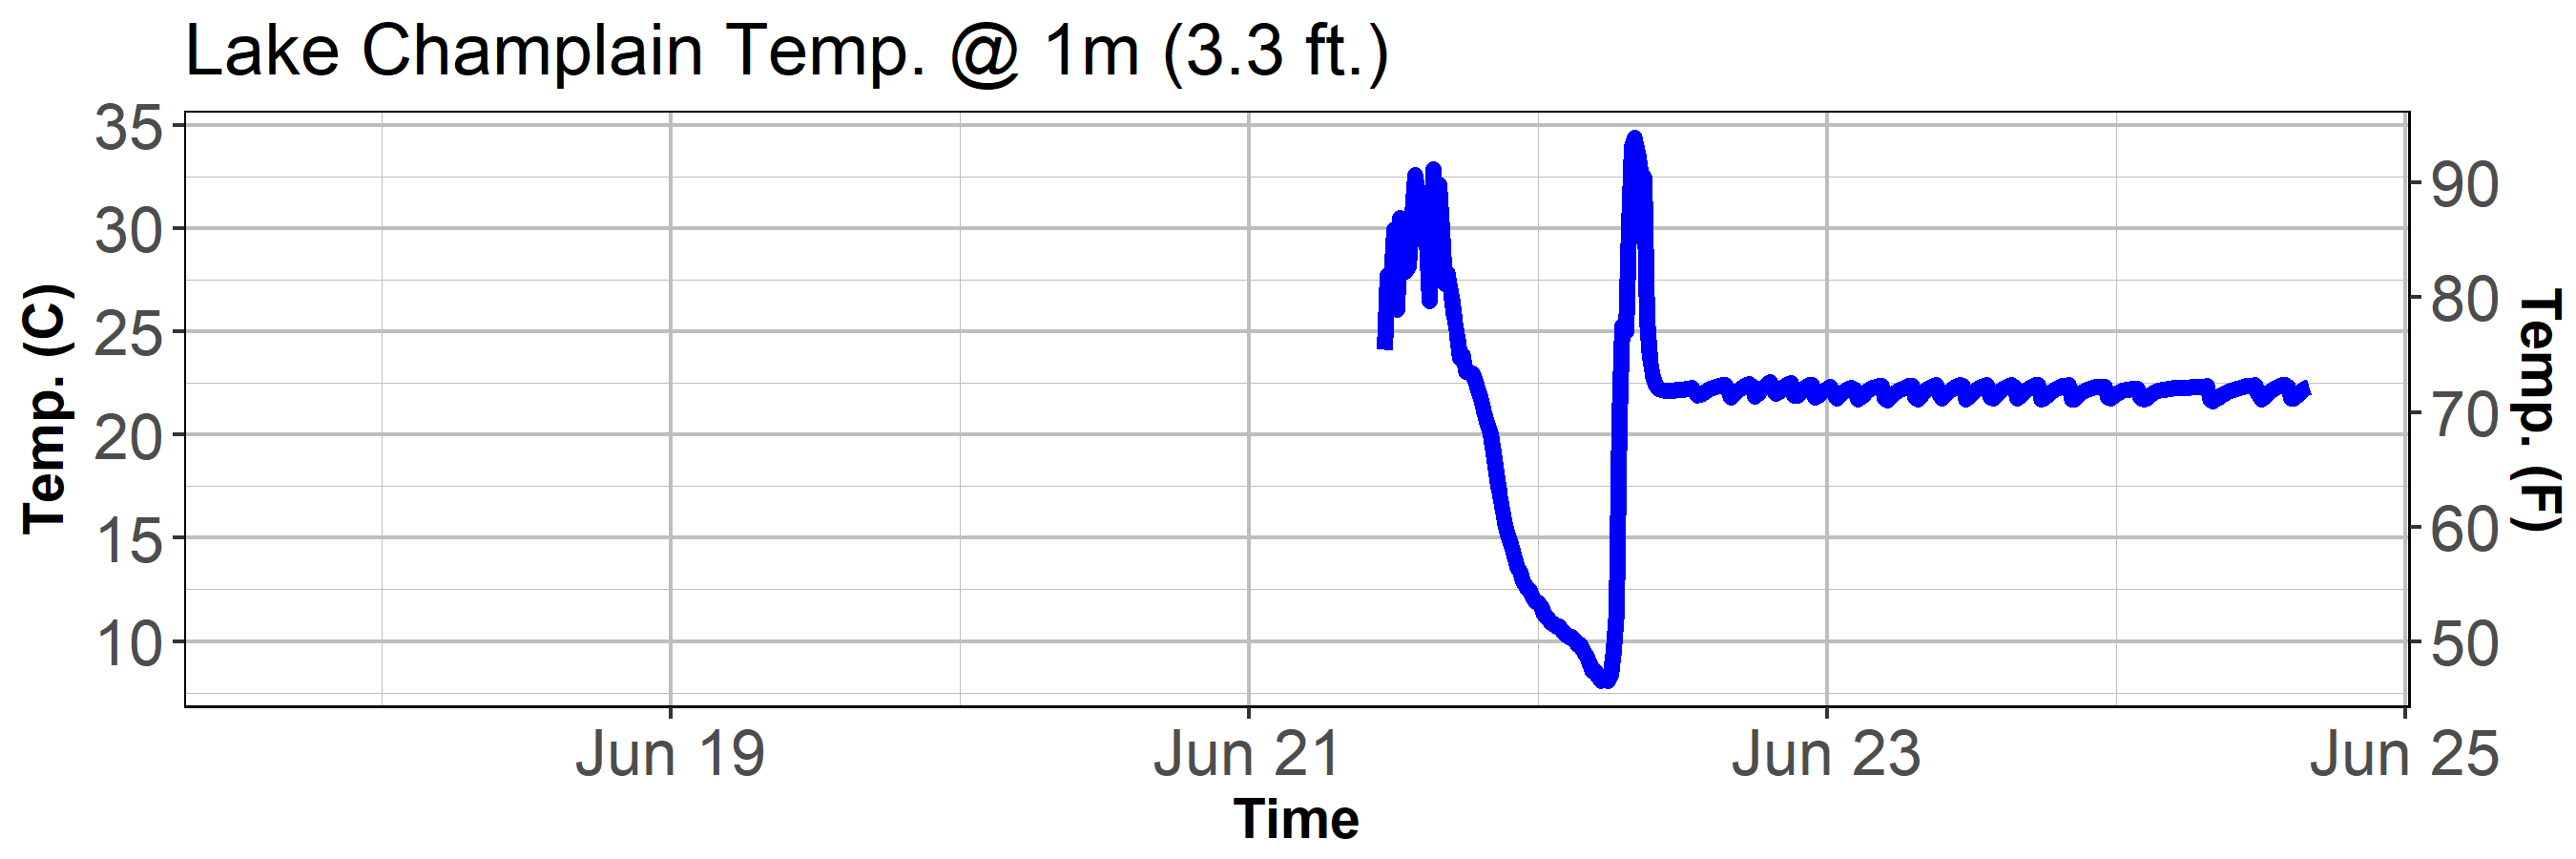 Lake Champlain Temp. @ 1m (3.3 ft.)
35
30
25
20
15
10
Temp. (C)
90
80
70
60
50
Temp. (F)
Jun 19
Jun 21
Jun 23
Jun 25
Time